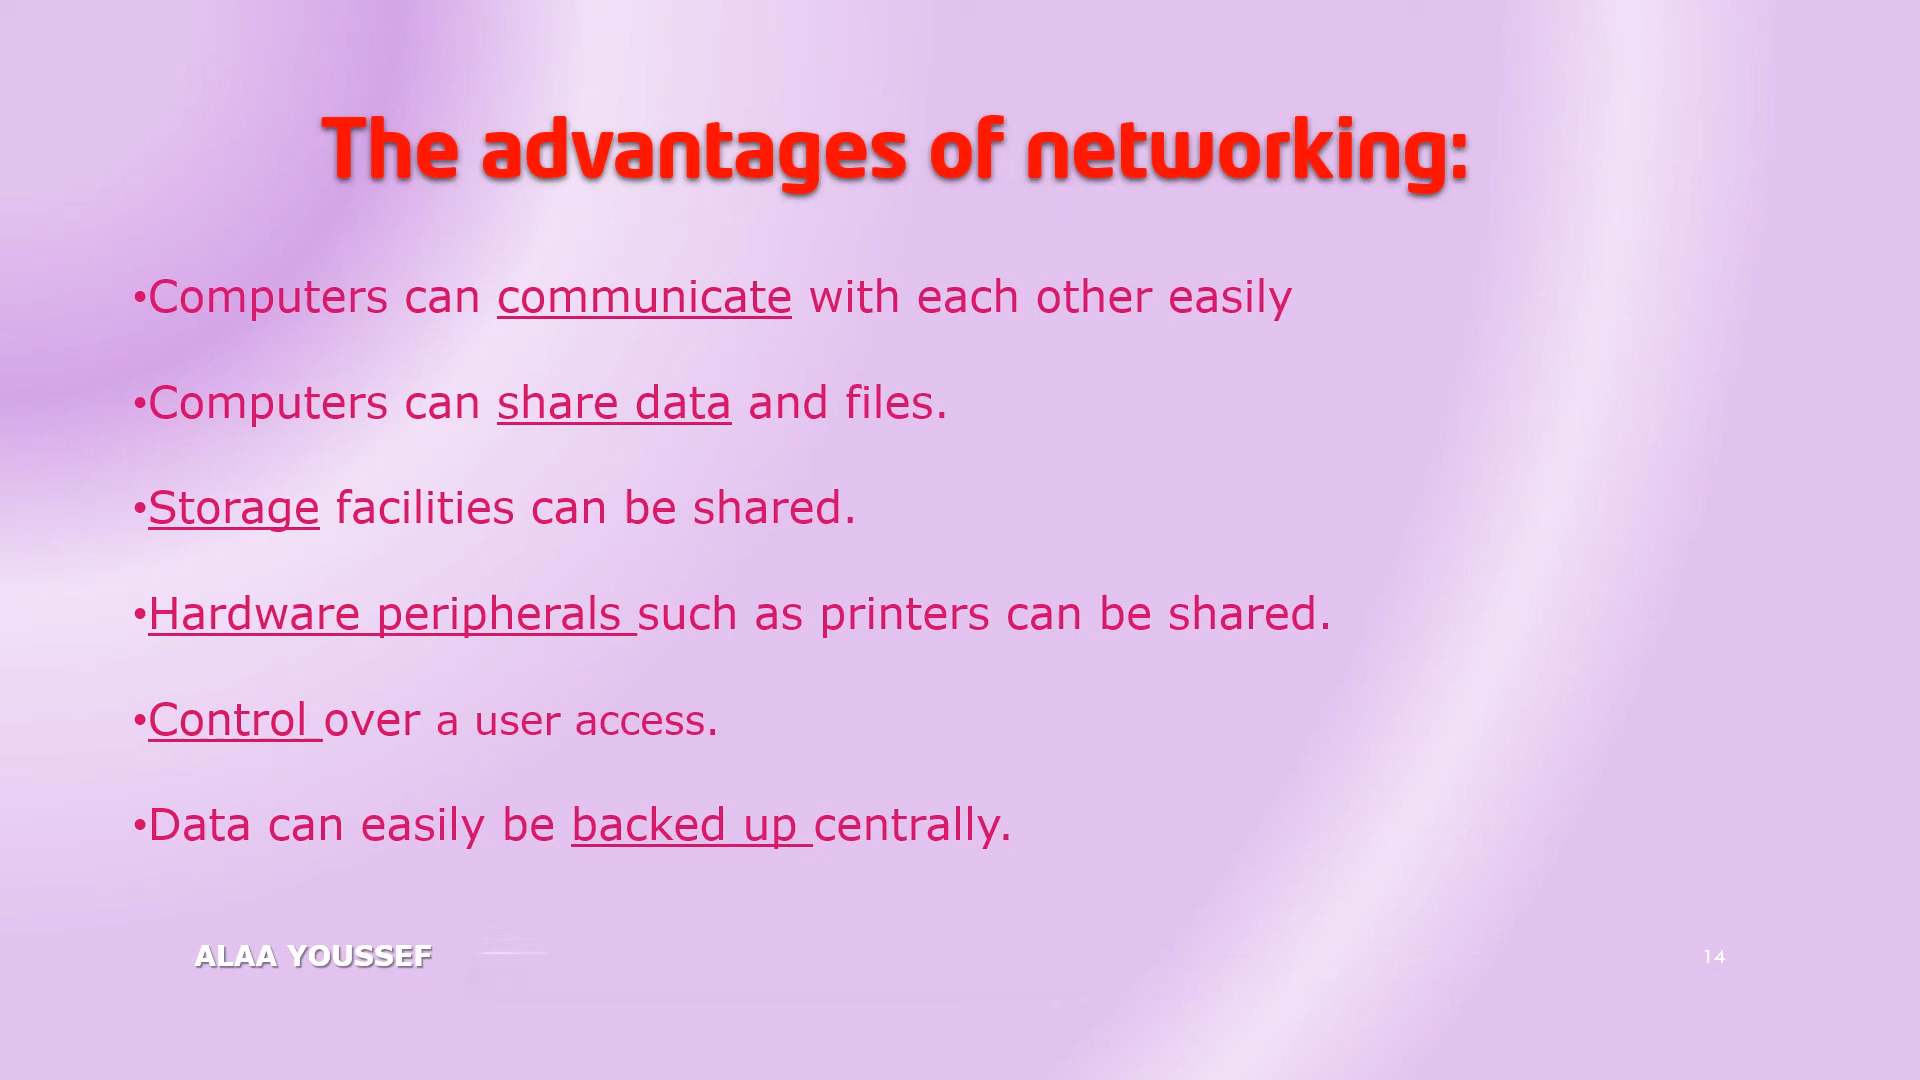 The advantages of networking:
•Computers can communicate with each other easily
•Computers can share data and files.
•Storage facilities can be shared.
•Hardware peripherals such as printers can be shared.
•Control over a user access.
•Data can easily be backed up centrally.
ALAA YOUSSEF
14